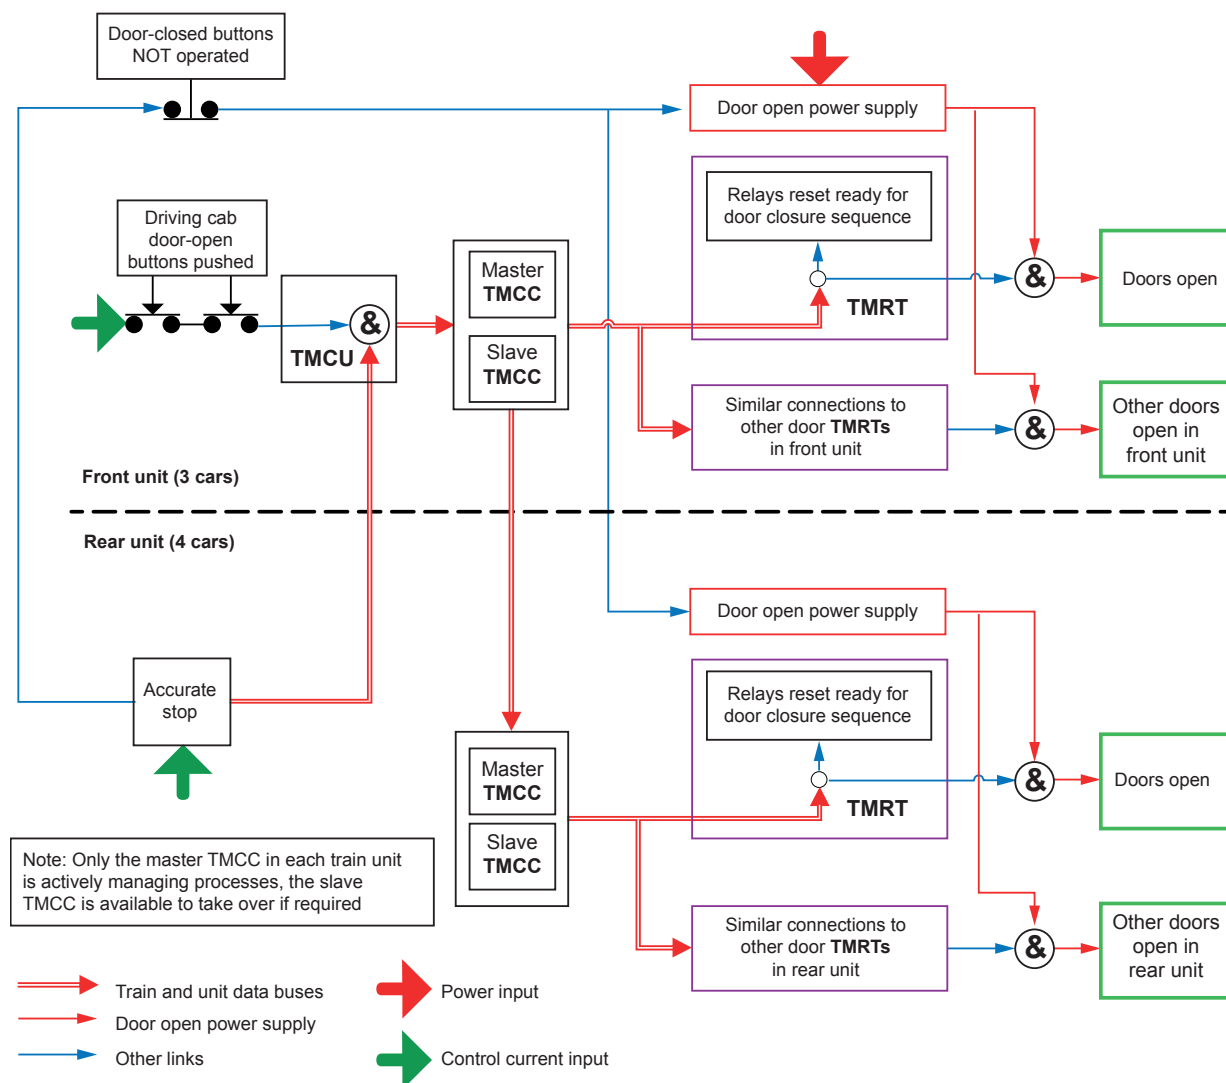 Door-closed buttons
NOT operated
Door open power supply
Relays reset ready for
door closure sequence
Driving cab
door-open
buttons pushed
Master
TMCC
&
Doors open
&
TMCU
TMRT
Slave
TMCC
Similar connections to
other door TMRTs
in front unit
&
Other doors
open in
front unit
Front unit (3 cars)
Rear unit (4 cars)
Door open power supply
Accurate
stop
Relays reset ready for
door closure sequence
Master
TMCC
&
Doors open
TMRT
Slave
TMCC
Note: Only the master TMCC in each train unit
is actively managing processes, the slave
TMCC is available to take over if required
Similar connections to
other door TMRTs
in rear unit
&
Other doors
open in
rear unit
Train and unit data buses
Door open power supply
Other links
Power input
Control current input